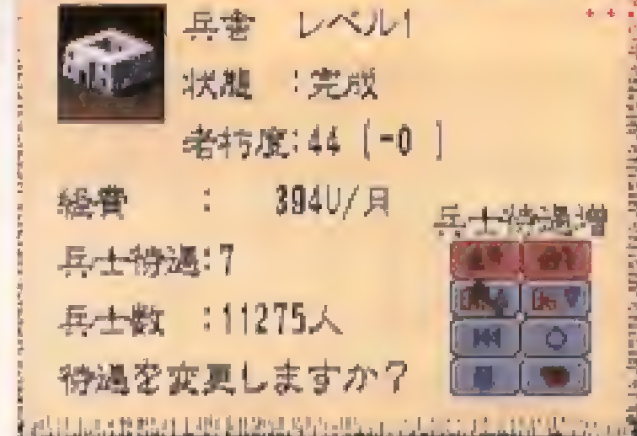 兵舎 レベル1
状態 :完成
老朽度:44 [-0 ]
経費 : 394U/月
兵士待遇増
兵士待遇:7
兵士数 :11275人
待遇を変更しますか?